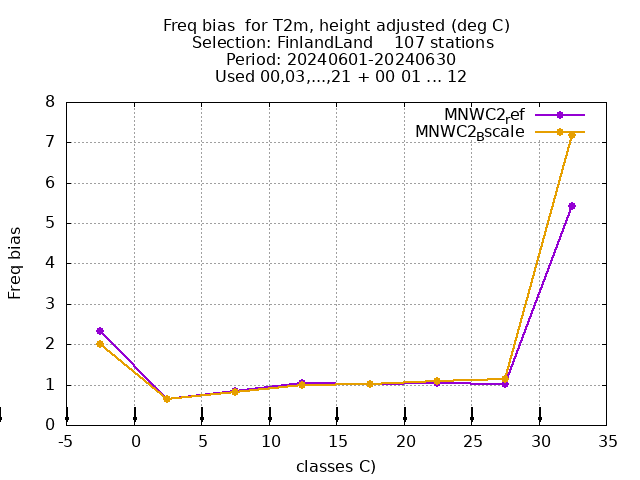 Freq bias  for T2m, height adjusted (deg C)
Selection: FinlandLand    107 stations
Period: 20240601-20240630
Used 00,03,...,21 + 00 01 ... 12
MNWC2ref
MNWC2Bscale
8
7
6
5
4
3
2
1
0
Freq bias
-5 0 5 10 15 20 25 30 35
classes C)